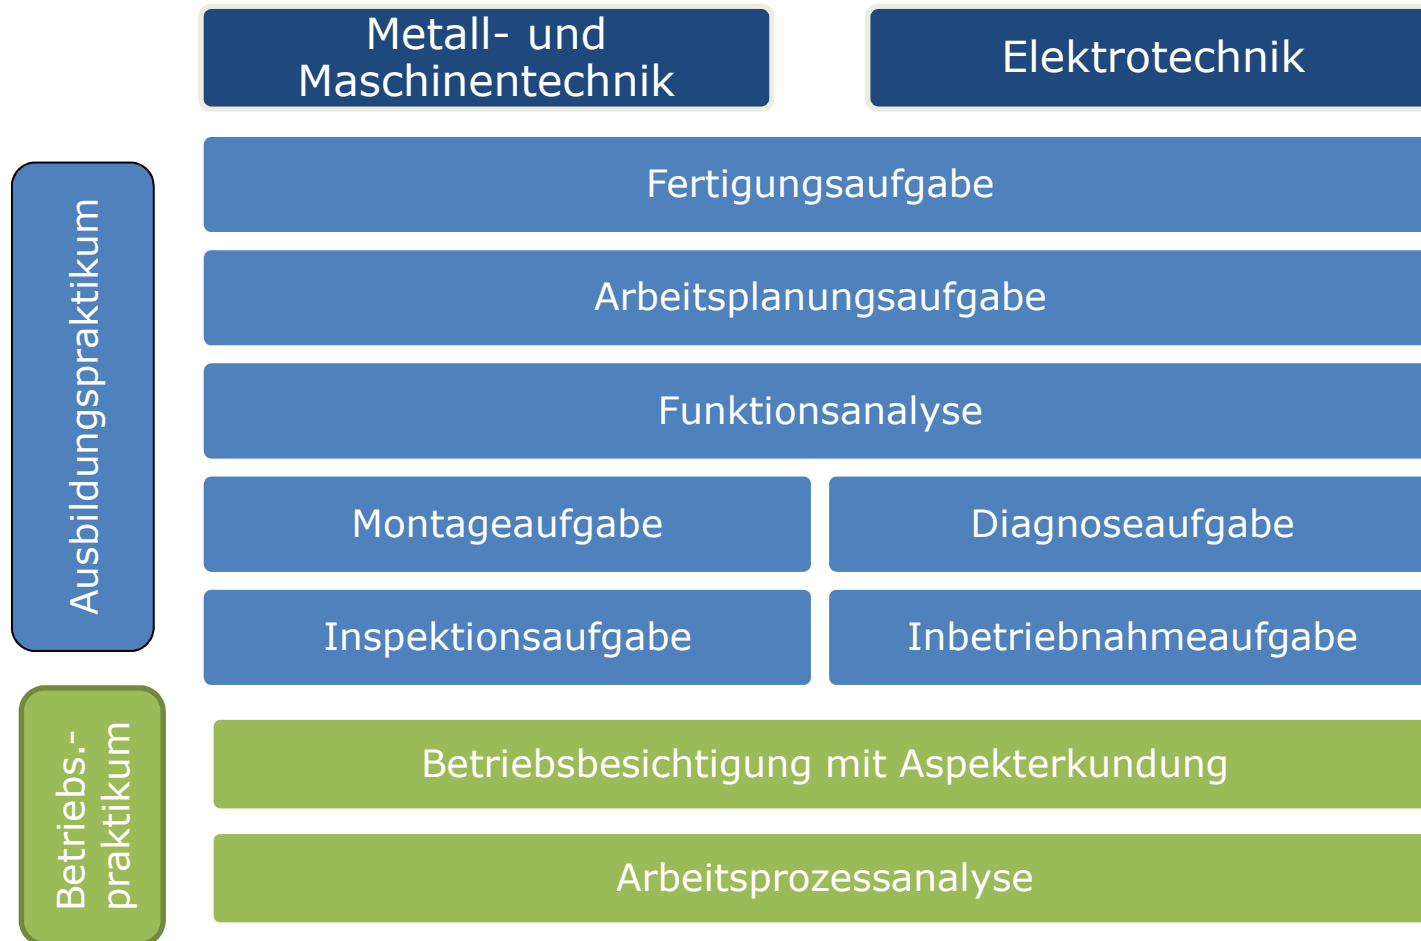 Metall- und
Maschinentechnik
Elektrotechnik
Ausbildungspraktikum
Fertigungsaufgabe
Arbeitsplanungsaufgabe
Funktionsanalyse
Montageaufgabe
Diagnoseaufgabe
Inspektionsaufgabe
Inbetriebnahmeaufgabe
Betriebs.-
praktikum
Betriebsbesichtigung mit Aspekterkundung
Arbeitsprozessanalyse